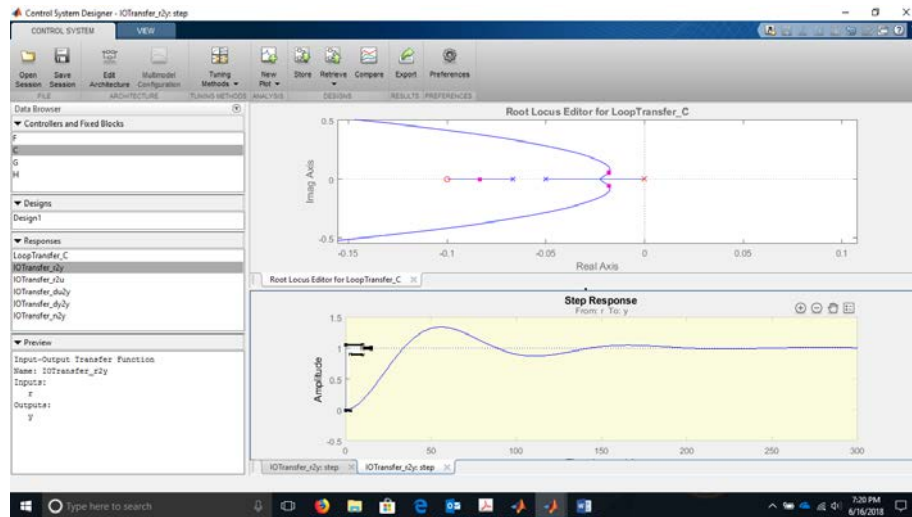 Control System Designer - IOTransfer_r2y: step
CONTROL SYSTEM
VIEW
Open Session
Save Session
Edit Architecture
Multimodel Configuration
Tuning Methods
New Plot
Store
Retrieve
Compare
Export
Preferences
FILE
ARCHITECTURE
TUNING METHODS
ANALYSIS
DESIGNS
RESULTS
PREFERENCES
Data Browser
Controllers and Fixed Blocks
F
C
G
H
Designs
Design1
Responses
LoopTransfer_C
IOTransfer_r2y
IOTransfer_r2u
IOTransfer_du2y
IOTransfer_dy2y
IOTransfer_n2y
Preview
Input-Output Transfer Function
Name: IOTransfer_r2y
Inputs:
r
Outputs:
y
Root Locus Editor for LoopTransfer_C
Imag Axis
0.5
0
-0.5
-0.15
-0.1
-0.05
0
0.05
0.1
Real Axis
Root Locus Editor for LoopTransfer_C
Step Response
From: r To: y
Amplitude
1.5
1
0.5
0
-0.5
0
50
100
150
200
250
300
IOTransfer_r2y: step
IOTransfer_r2y: step
Type here to search
7:20 PM
6/16/2018